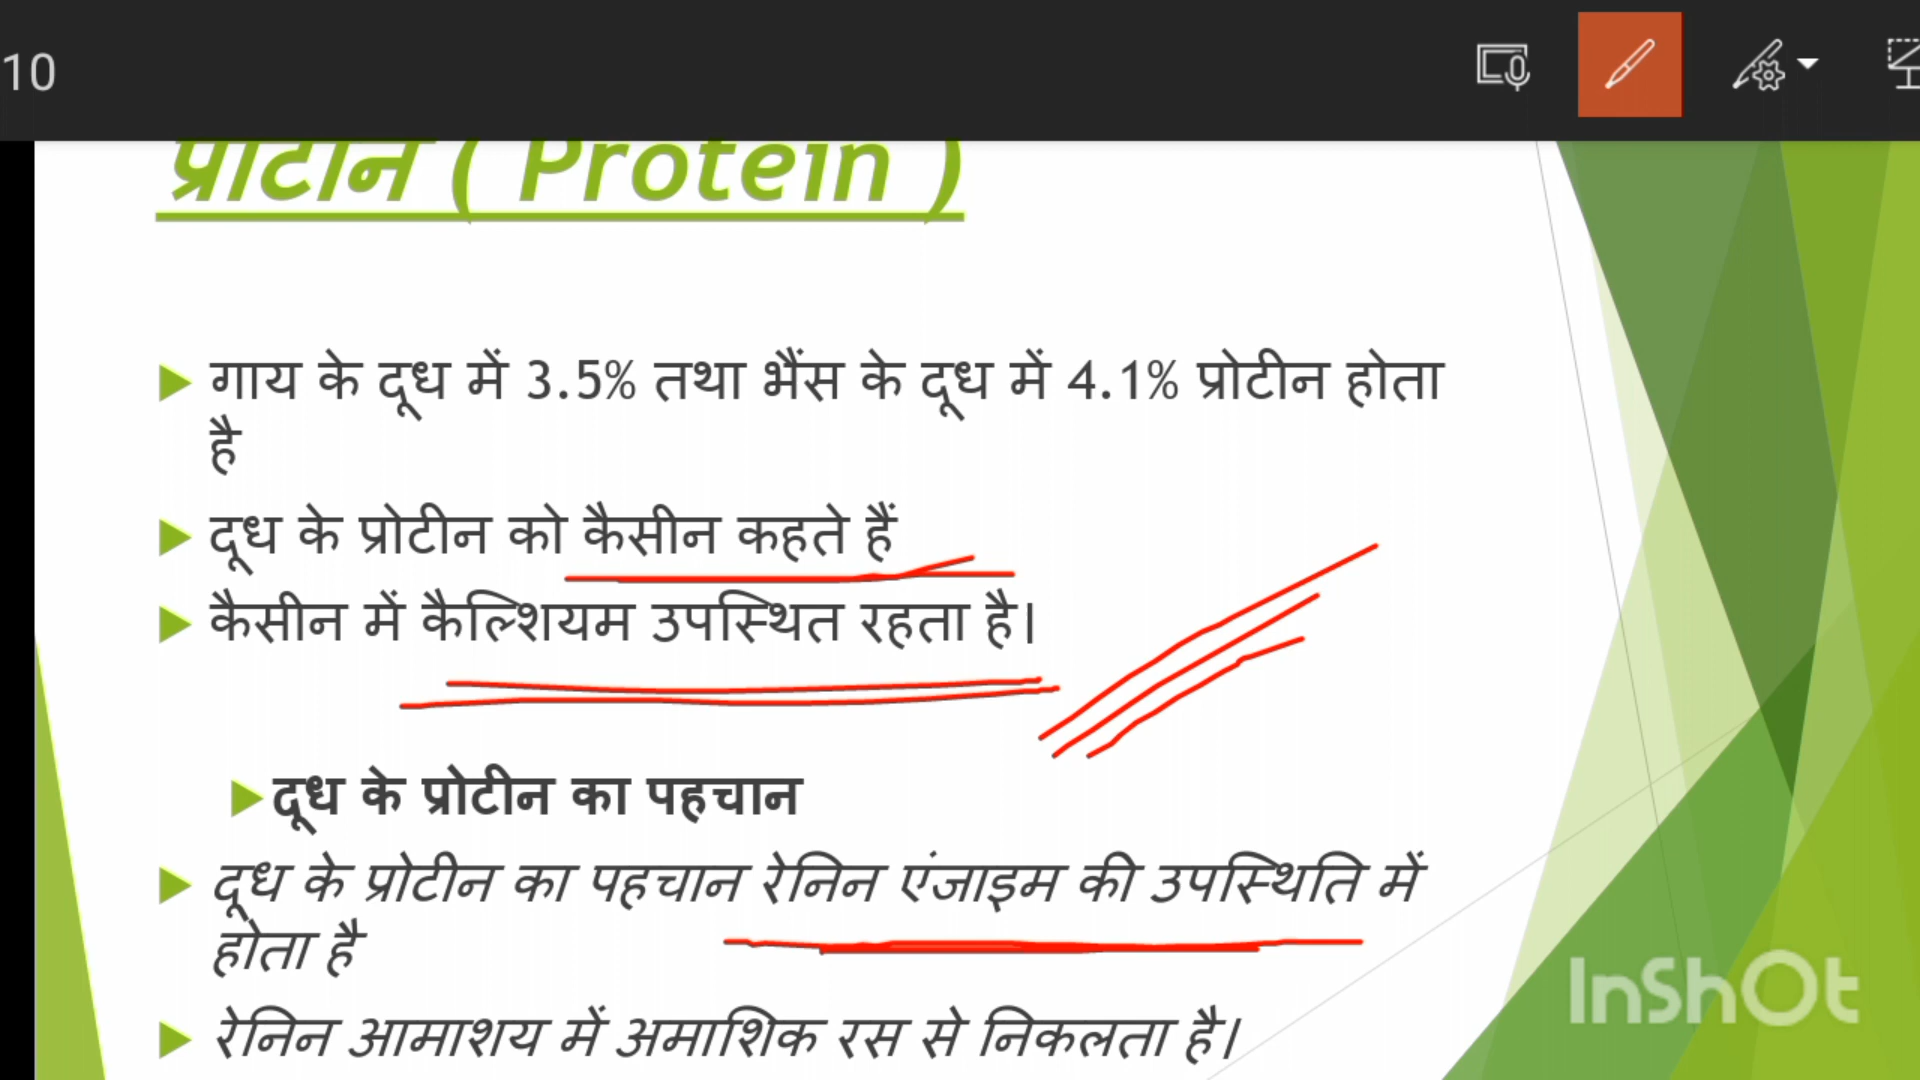 10
प्रोटीन ( Protein )
गाय के दूध में 3.5% तथा भैंस के दूध में 4.1% प्रोटीन होता
है
दूध के प्रोटीन को कैसीन कहते हैं
कैसीन में कैल्शियम उपस्थित रहता है।
दूध के प्रोटीन का पहचान
दूध के प्रोटीन का पहचान रेनिन एंजाइम की उपस्थिति में
होता है
रेनिन आमाशय में अमाशिक रस से निकलता है।
InShOt